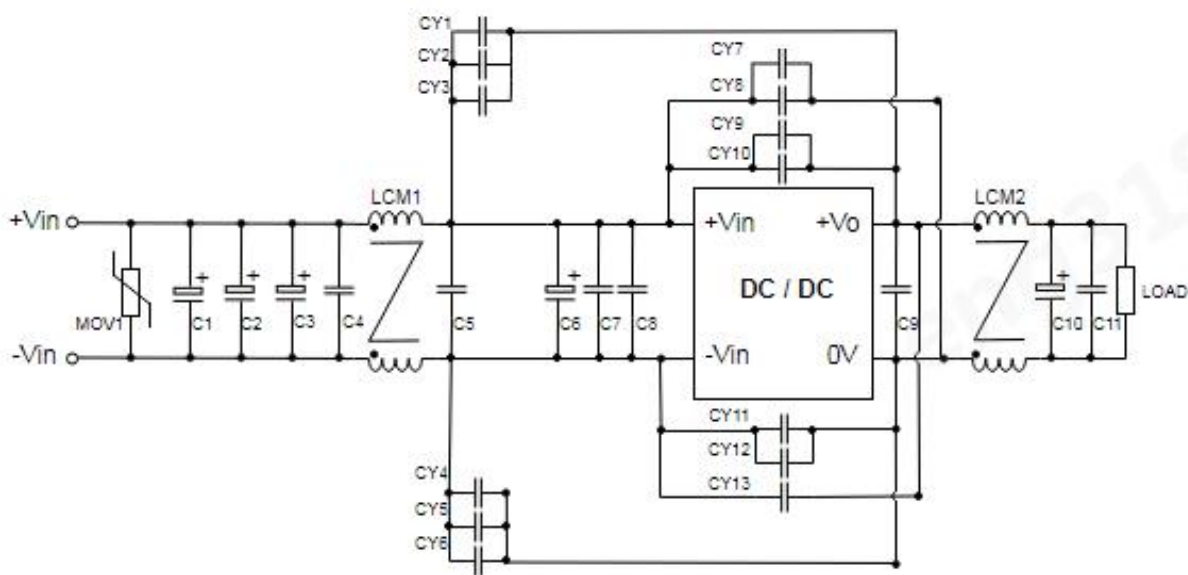 CY1
CY2
CY3
CY7
CY8
CY9
CY10
LCM1
LCM2
+Vin
+Vin
+Vo
MOV1
C1
C2
C3
C4
C5
C6
C7
C8
DC / DC
C9
C10
C11
LOAD
-Vin
-Vin
0V
CY11
CY12
CY13
CY4
CY5
CY6